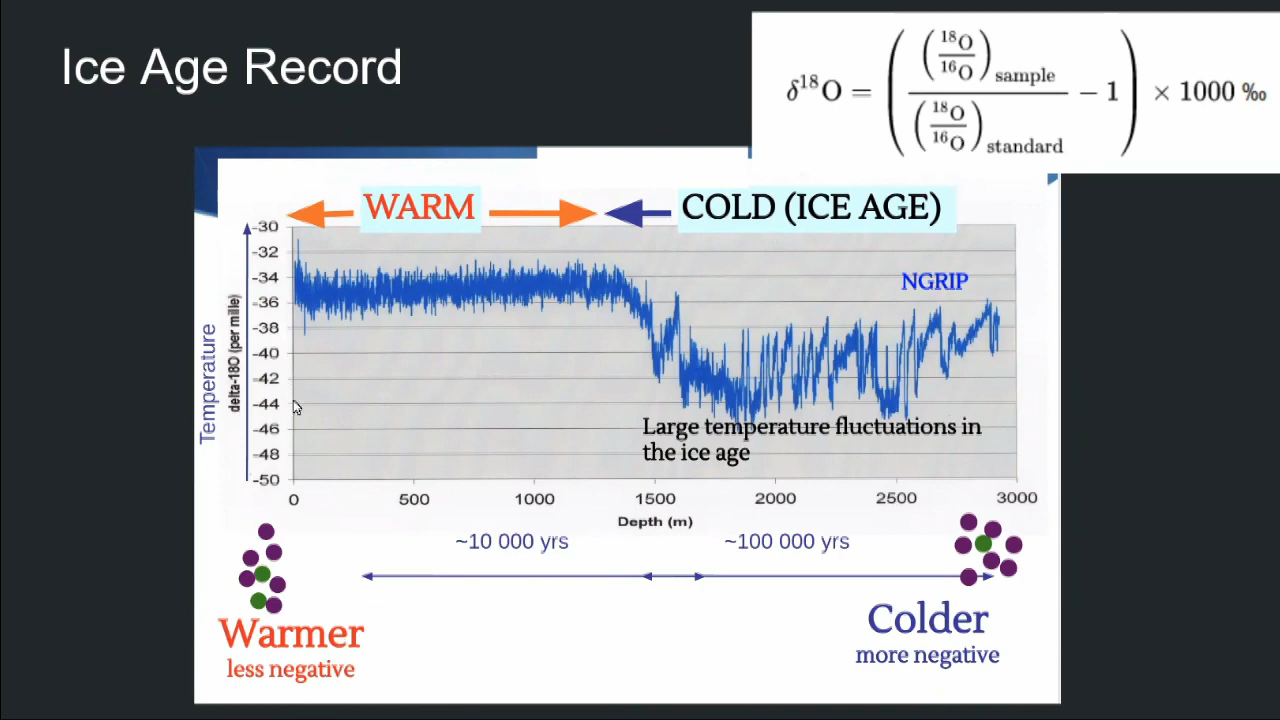 Ice Age Record
δ¹⁸O = ( (¹⁸O/¹⁶O)sample / (¹⁸O/¹⁶O)standard − 1 ) × 1000 ‰
WARM
COLD (ICE AGE)
NGRIP
Temperature
delta-18O (per mille)
-30
-32
-34
-36
-38
-40
-42
-44
-46
-48
-50
Large temperature fluctuations in
the ice age
0 500 1000 1500 2000 2500 3000
Depth (m)
~10 000 yrs
~100 000 yrs
Warmer
less negative
Colder
more negative